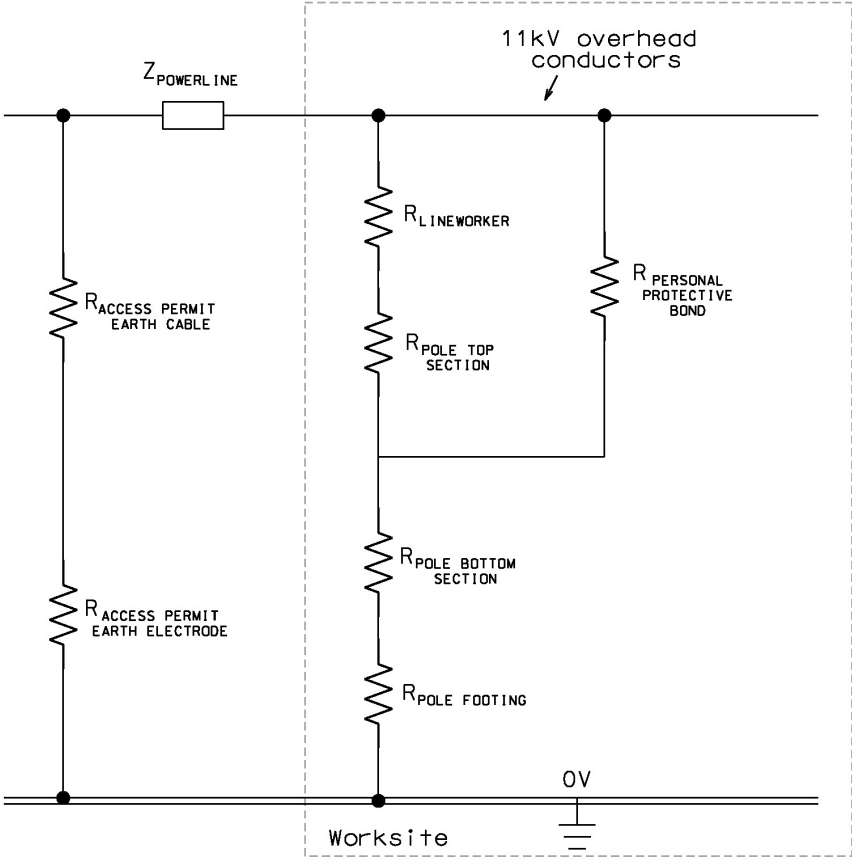 11kV overhead
conductors
ZPOWERLINE
RLINEWORKER
RPERSONAL
PROTECTIVE
BOND
RACCESS PERMIT
EARTH CABLE
RPOLE TOP
SECTION
RPOLE BOTTOM
SECTION
RACCESS PERMIT
EARTH ELECTRODE
RPOLE FOOTING
0V
Worksite